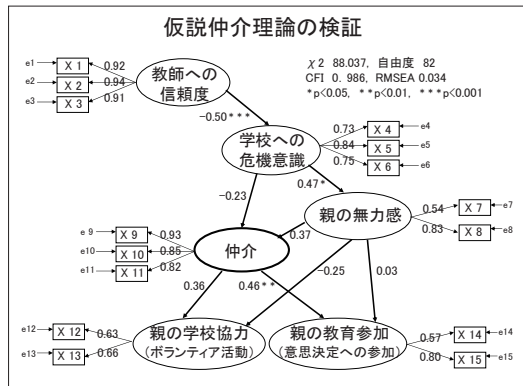 仮説仲介理論の検証
χ2 88.037, 自由度 82
CFI 0. 986, RMSEA 0.034
*p<0.05, **p<0.01, ***p<0.001
e1
X 1
0.92
e2
X 2
0.94
e3
X 3
0.91
教師への
信頼度
-0.50***
学校への
危機意識
0.73
X 4
e4
0.84
X 5
e5
0.75
X 6
e6
-0.23
0.47*
親の無力感
0.54
X 7
e7
0.83
X 8
e8
e 9
X 9
0.93
e10
X 10
0.85
e11
X 11
0.82
仲介
0.37
-0.25
0.03
0.36
0.46**
e12
X 12
0.63
e13
X 13
0.66
親の学校協力
(ボランティア活動)
親の教育参加
(意思決定への参加)
0.57
X 14
e14
0.80
X 15
e15